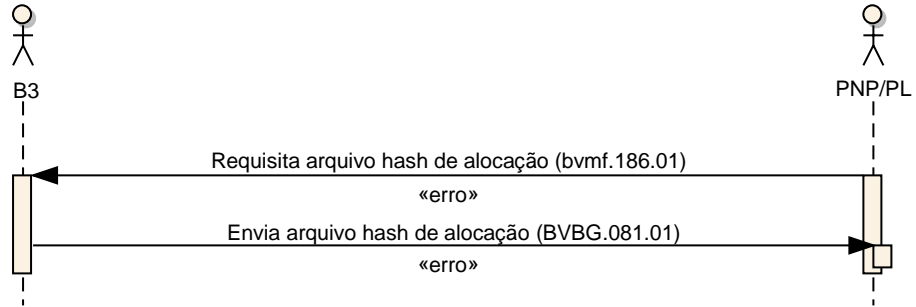 B3
PNP/PL
Requisita arquivo hash de alocação (bvmf.186.01)
«erro»
Envia arquivo hash de alocação (BVBG.081.01)
«erro»